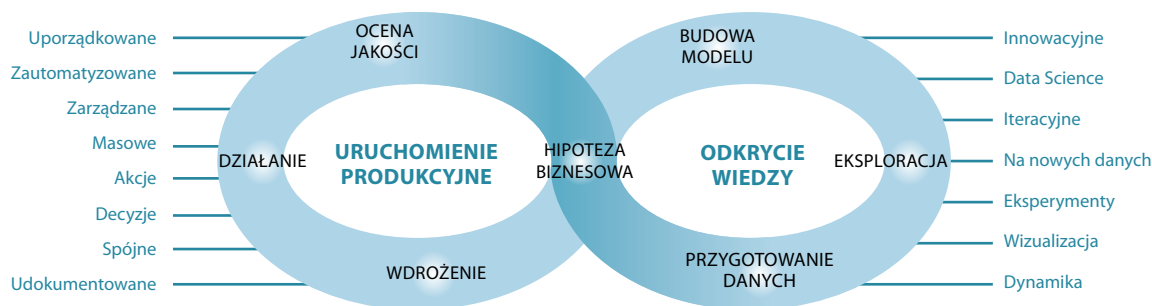 Uporządkowane
Zautomatyzowane
Zarządzane
Masowe
Akcje
Decyzje
Spójne
Udokumentowane
OCENA
JAKOŚCI
DZIAŁANIE
URUCHOMIENIE
PRODUKCYJNE
WDROŻENIE
HIPOTEZA
BIZNESOWA
BUDOWA
MODELU
ODKRYCIE
WIEDZY
EKSPLORACJA
PRZYGOTOWANIE
DANYCH
Innowacyjne
Data Science
Iteracyjne
Na nowych danych
Eksperymenty
Wizualizacja
Dynamika